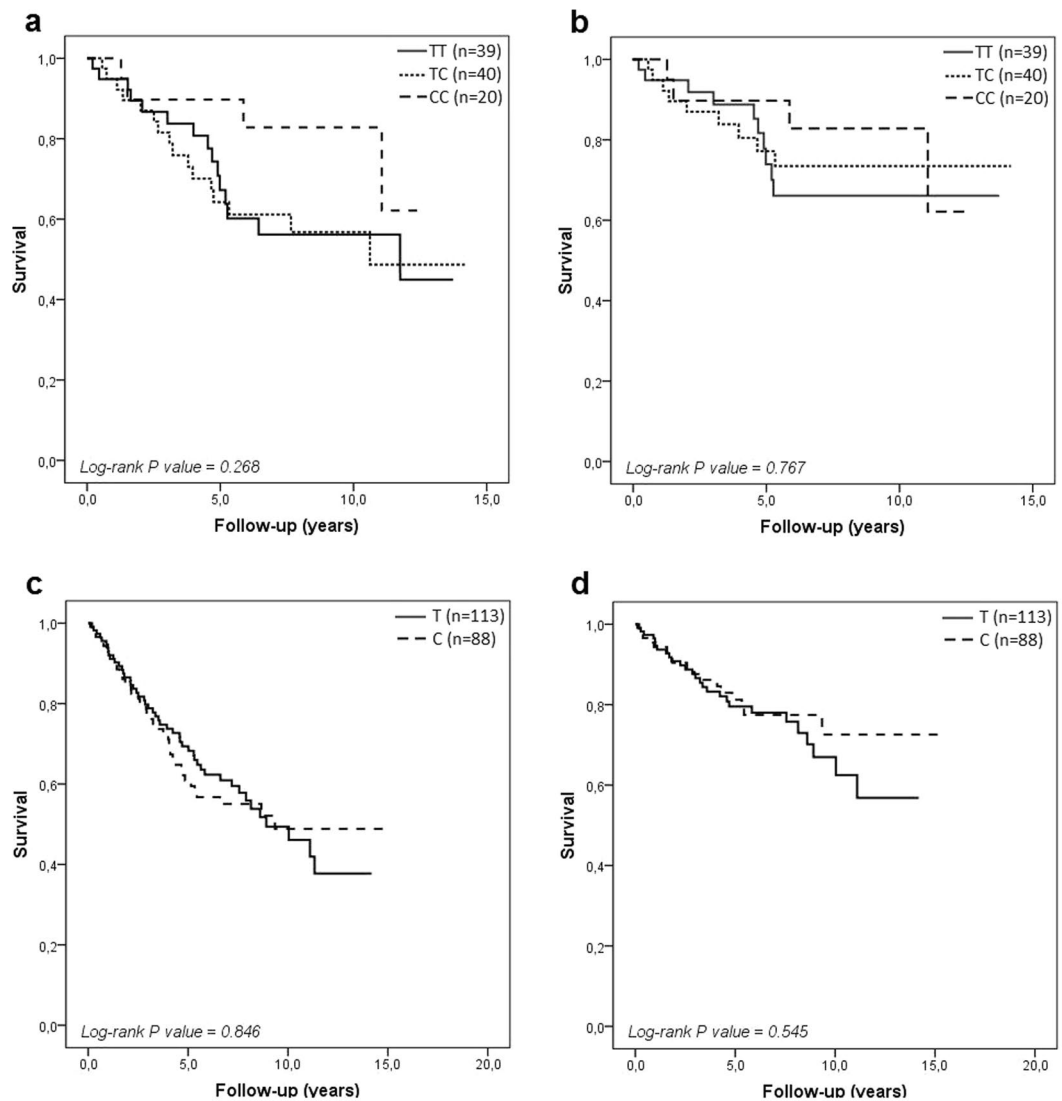 a
TT (n=39)
TC (n=40)
CC (n=20)
1,0
0,8
0,6
0,4
0,2
0,0
Survival
Log-rank P value = 0.268
0,0 5,0 10,0 15,0
Follow-up (years)
b
TT (n=39)
TC (n=40)
CC (n=20)
1,0
0,8
0,6
0,4
0,2
0,0
Survival
Log-rank P value = 0.767
0,0 5,0 10,0 15,0
Follow-up (years)
c
T (n=113)
C (n=88)
1,0
0,8
0,6
0,4
0,2
0,0
Survival
Log-rank P value = 0.846
0,0 5,0 10,0 15,0 20,0
Follow-up (years)
d
T (n=113)
C (n=88)
1,0
0,8
0,6
0,4
0,2
0,0
Survival
Log-rank P value = 0.545
0,0 5,0 10,0 15,0 20,0
Follow-up (years)